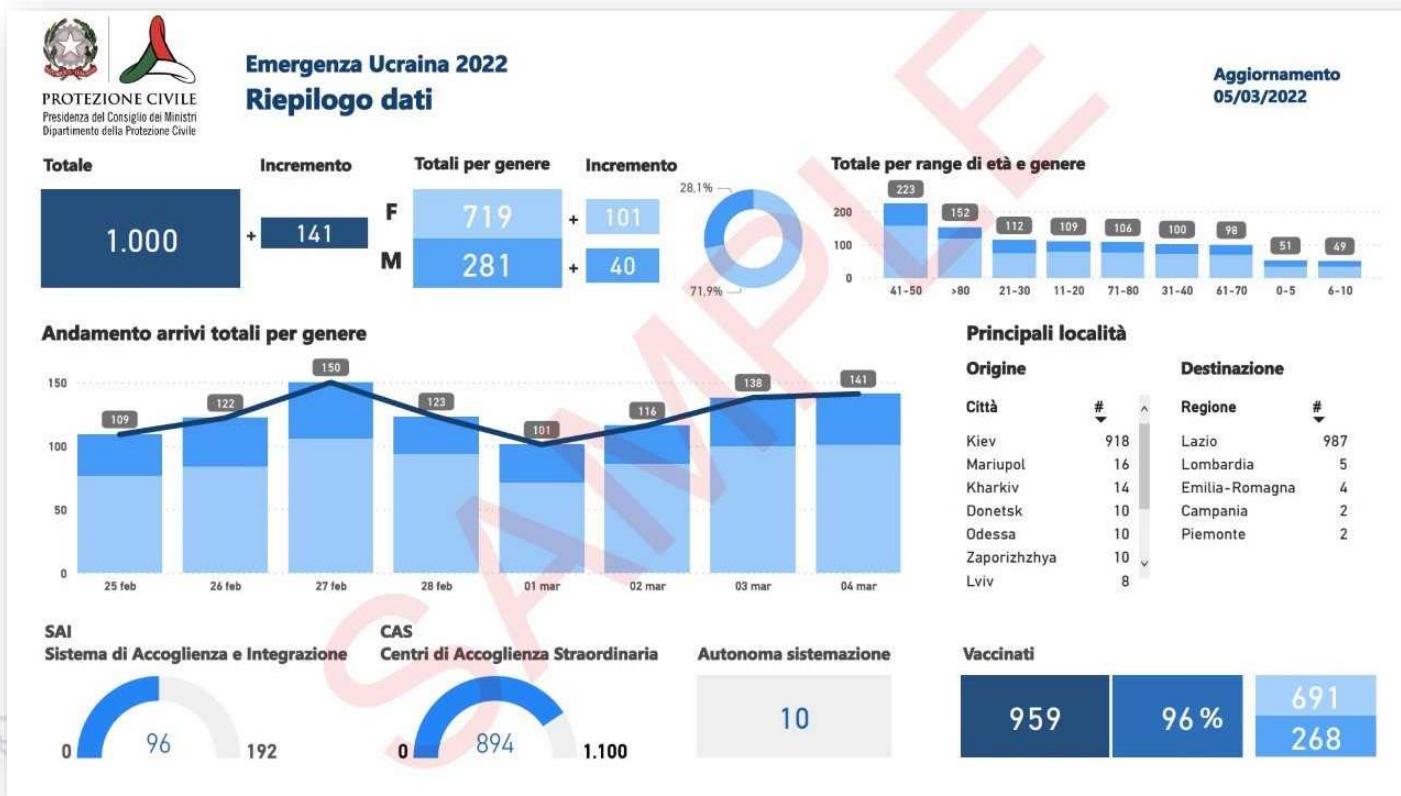 PROTEZIONE CIVILE
Presidenza del Consiglio dei Ministri
Dipartimento della Protezione Civile
Emergenza Ucraina 2022
Riepilogo dati
Aggiornamento
05/03/2022
Totale
Incremento
Totali per genere
Incremento
Totale per range di età e genere
1.000
+ 141
F 719 + 101
M 281 + 40
28,1%
71,9%
200
100
0
223
152
112
109
106
100
98
51
49
41-50
>80
21-30
11-20
71-80
31-40
61-70
0-5
6-10
Andamento arrivi totali per genere
150
100
50
0
109
122
150
123
101
116
138
141
25 feb
26 feb
27 feb
28 feb
01 mar
02 mar
03 mar
04 mar
Principali località
Origine
Città #
Kiev 918
Mariupol 16
Kharkiv 14
Donetsk 10
Odessa 10
Zaporizhzhya 10
Lviv 8
Destinazione
Regione #
Lazio 987
Lombardia 5
Emilia-Romagna 4
Campania 2
Piemonte 2
SAI
Sistema di Accoglienza e Integrazione
0
96
192
CAS
Centri di Accoglienza Straordinaria
0
894
1.100
Autonoma sistemazione
10
Vaccinati
959
96 %
691
268
SAMPLE